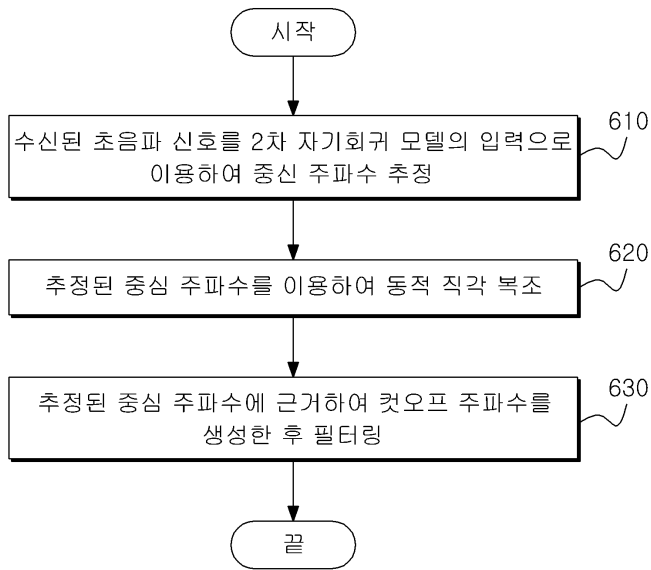 시작
수신된 초음파 신호를 2차 자기회귀 모델의 입력으로
이용하여 중신 주파수 추정
610
추정된 중심 주파수를 이용하여 동적 직각 복조
620
추정된 중심 주파수에 근거하여 컷오프 주파수를
생성한 후 필터링
630
끝